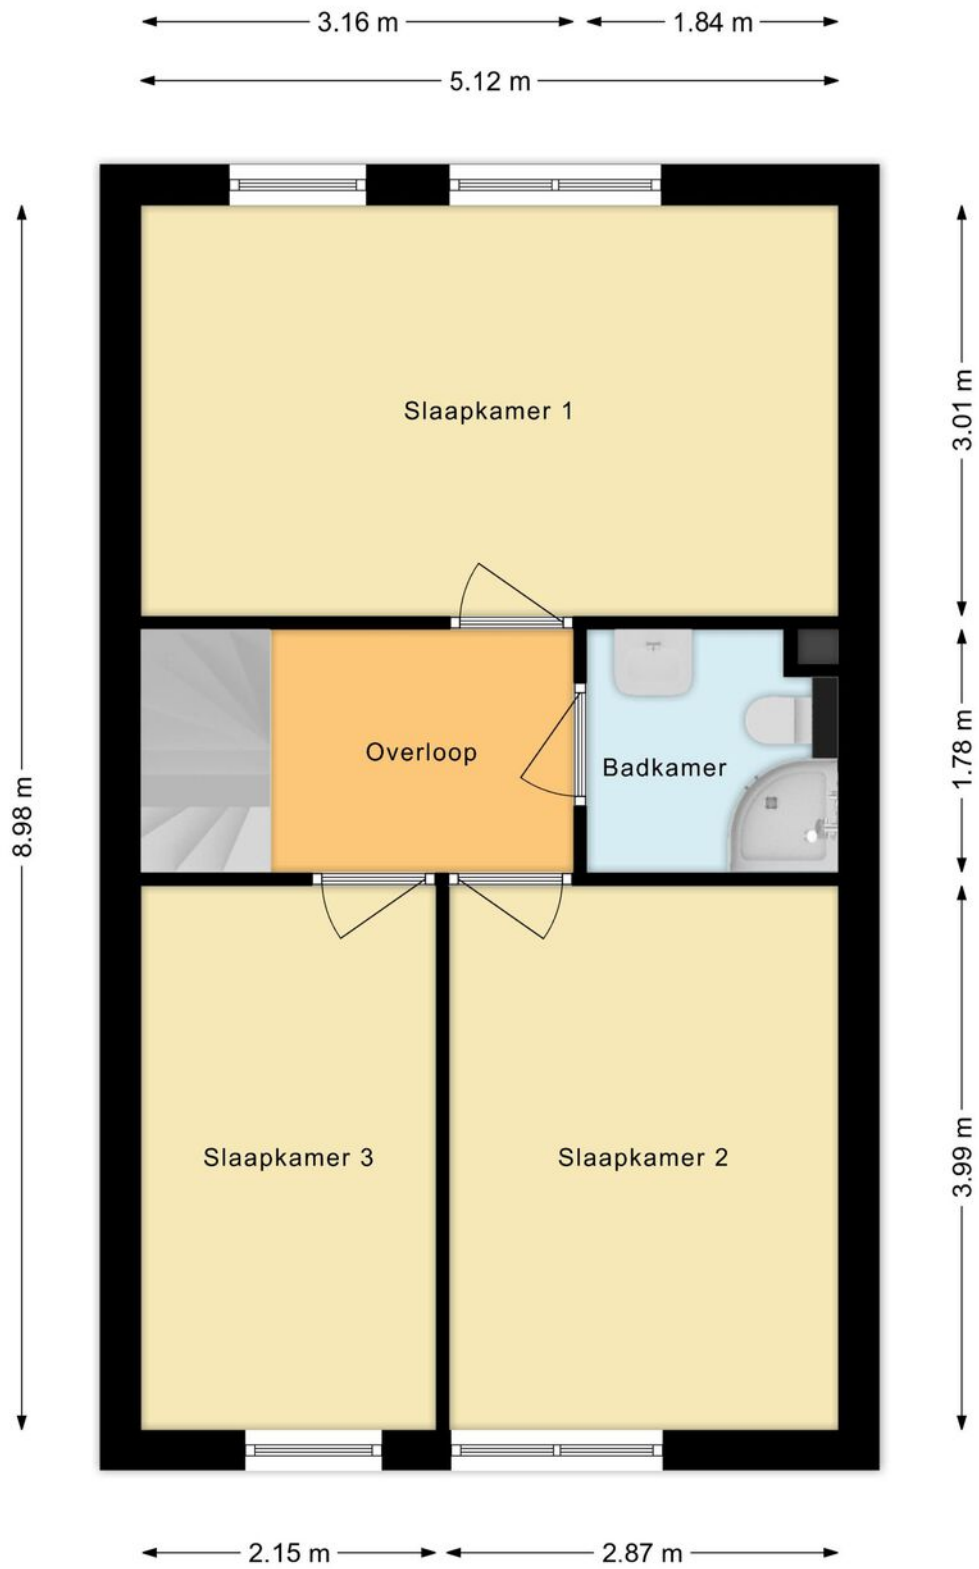 3.16 m
1.84 m
5.12 m
Slaapkamer 1
3.01 m
Overloop
Badkamer
1.78 m
8.98 m
Slaapkamer 3
Slaapkamer 2
3.99 m
2.15 m
2.87 m